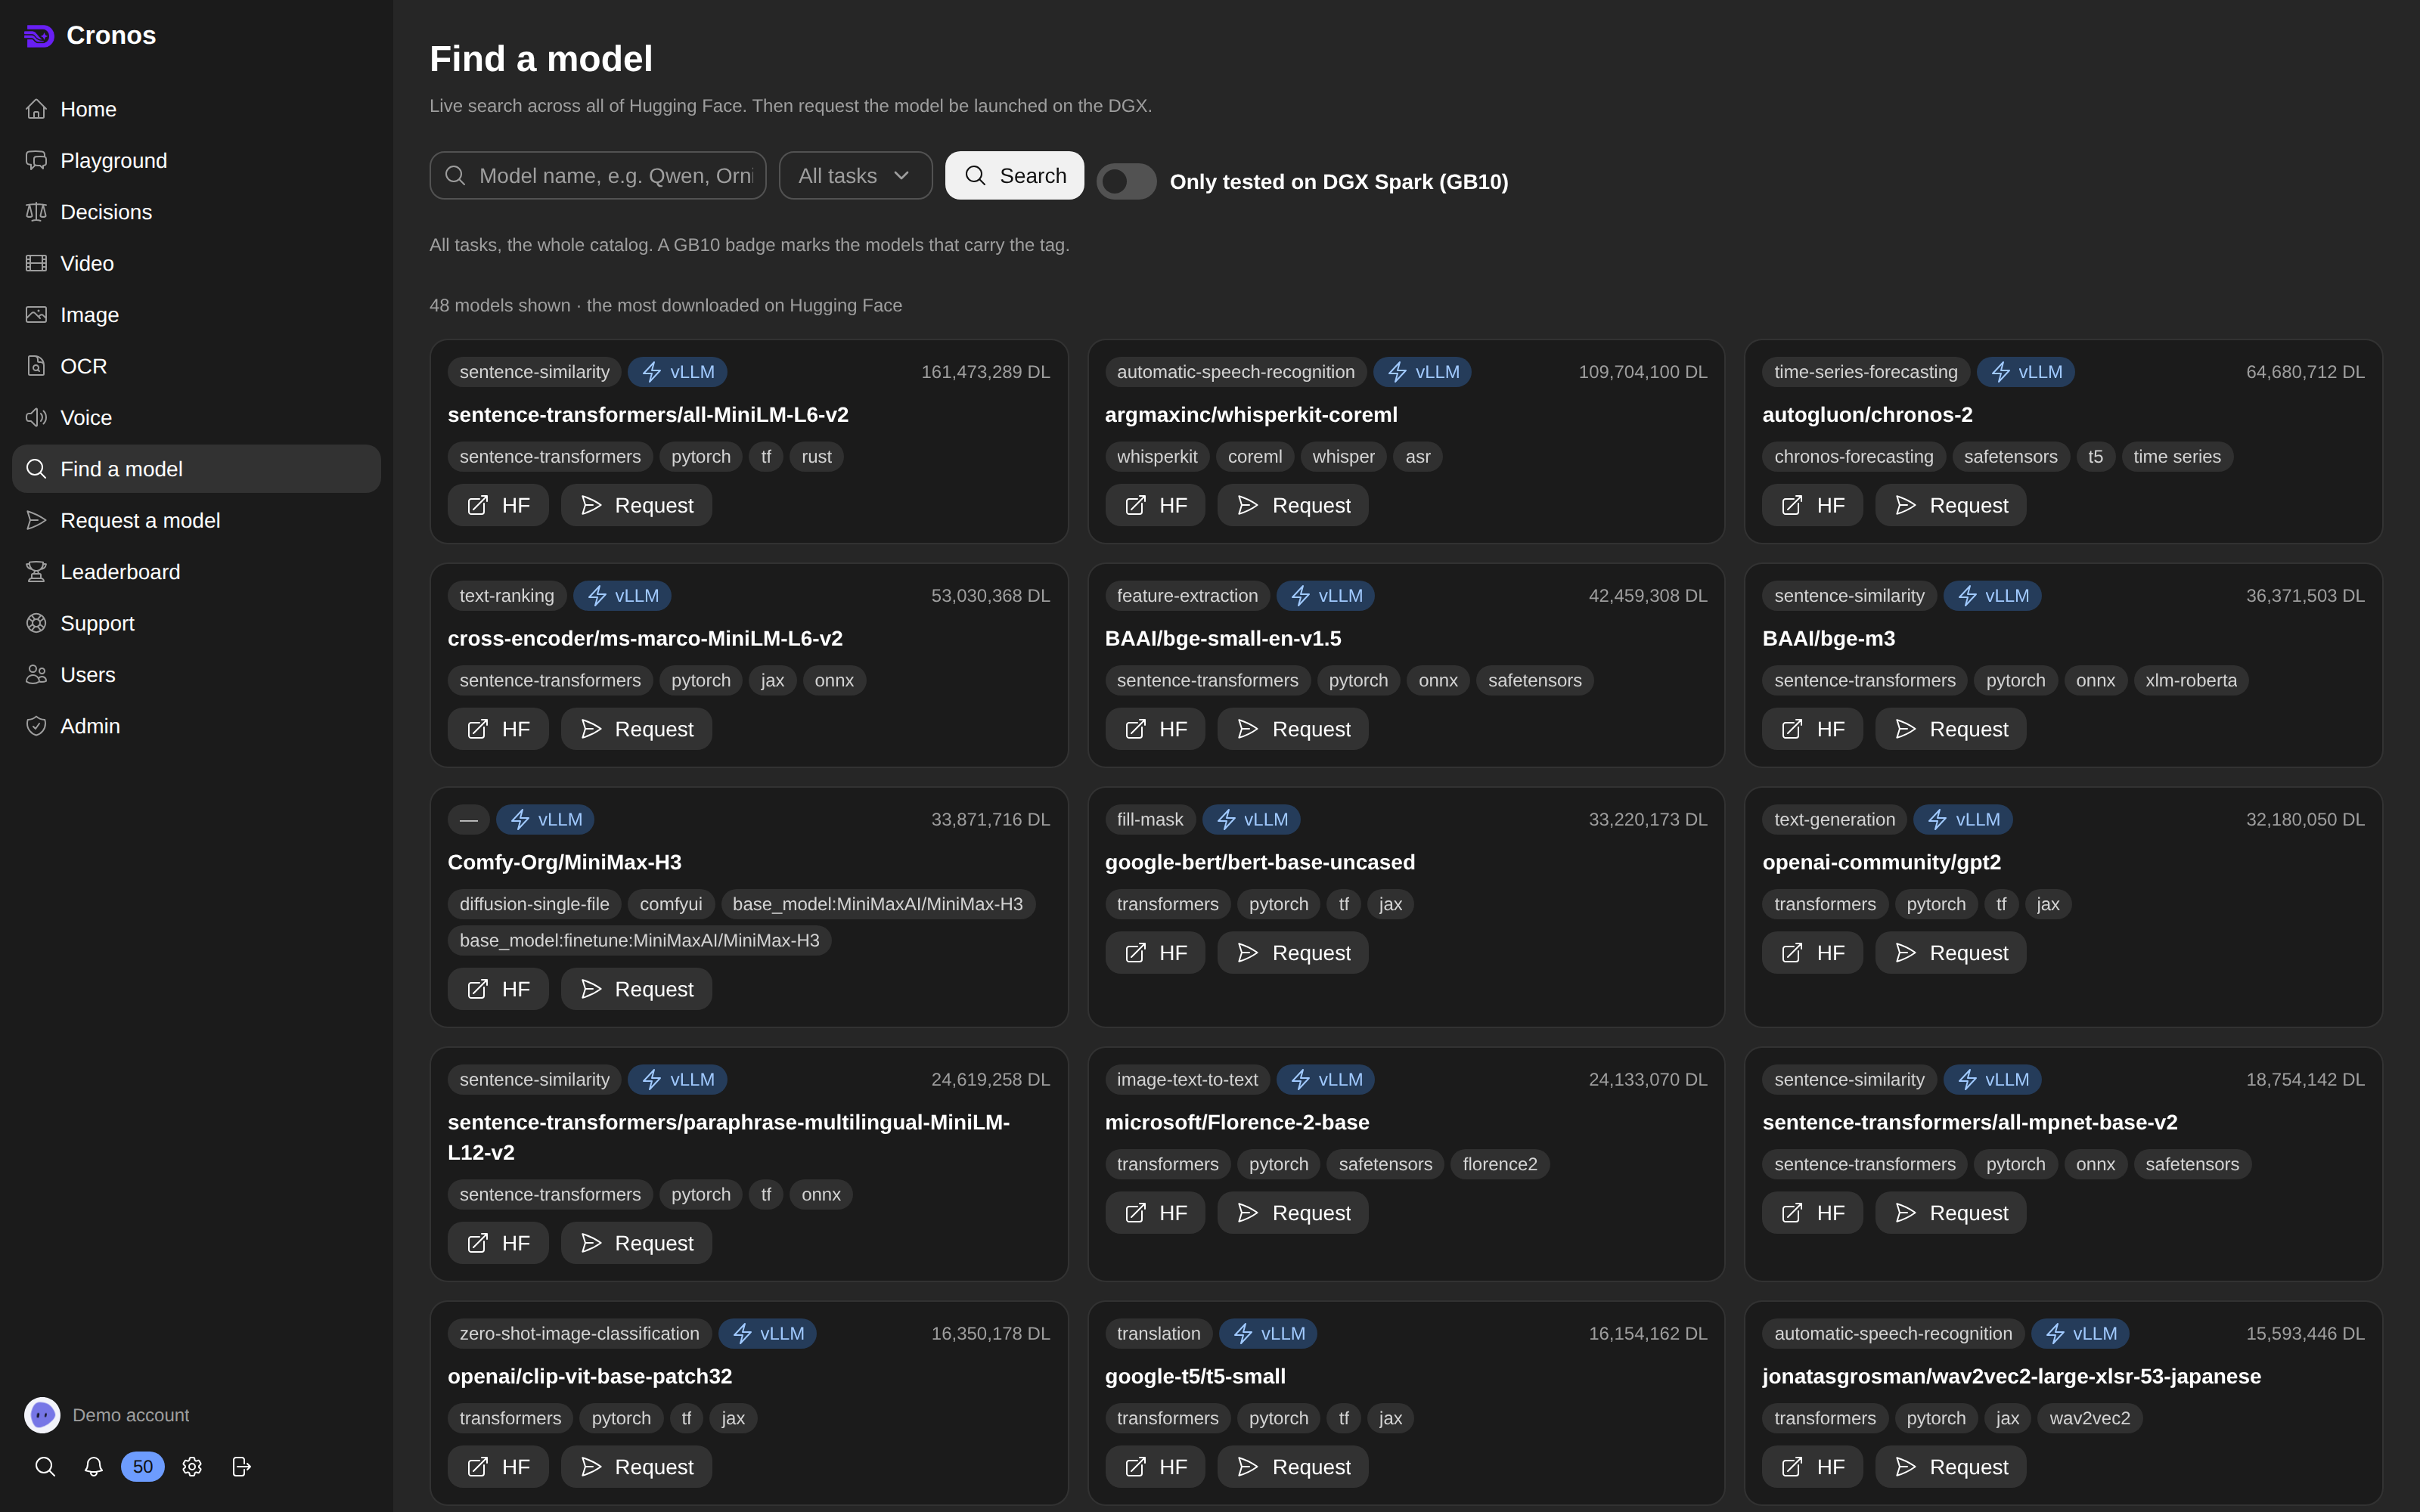 Cronos
Home
Playground
Decisions
Video
Image
OCR
Voice
Find a model
Request a model
Leaderboard
Support
Users
Admin
Demo account
50
Find a model
Live search across all of Hugging Face. Then request the model be launched on the DGX.
Model name, e.g. Qwen, Orni
All tasks
Search
Only tested on DGX Spark (GB10)
All tasks, the whole catalog. A GB10 badge marks the models that carry the tag.
48 models shown · the most downloaded on Hugging Face
sentence-similarity vLLM 161,473,289 DL
sentence-transformers/all-MiniLM-L6-v2
sentence-transformers pytorch tf rust
HF Request
automatic-speech-recognition vLLM 109,704,100 DL
argmaxinc/whisperkit-coreml
whisperkit coreml whisper asr
HF Request
time-series-forecasting vLLM 64,680,712 DL
autogluon/chronos-2
chronos-forecasting safetensors t5 time series
HF Request
text-ranking vLLM 53,030,368 DL
cross-encoder/ms-marco-MiniLM-L6-v2
sentence-transformers pytorch jax onnx
HF Request
feature-extraction vLLM 42,459,308 DL
BAAI/bge-small-en-v1.5
sentence-transformers pytorch onnx safetensors
HF Request
sentence-similarity vLLM 36,371,503 DL
BAAI/bge-m3
sentence-transformers pytorch onnx xlm-roberta
HF Request
— vLLM 33,871,716 DL
Comfy-Org/MiniMax-H3
diffusion-single-file comfyui base_model:MiniMaxAI/MiniMax-H3
base_model:finetune:MiniMaxAI/MiniMax-H3
HF Request
fill-mask vLLM 33,220,173 DL
google-bert/bert-base-uncased
transformers pytorch tf jax
HF Request
text-generation vLLM 32,180,050 DL
openai-community/gpt2
transformers pytorch tf jax
HF Request
sentence-similarity vLLM 24,619,258 DL
sentence-transformers/paraphrase-multilingual-MiniLM-
L12-v2
sentence-transformers pytorch tf onnx
HF Request
image-text-to-text vLLM 24,133,070 DL
microsoft/Florence-2-base
transformers pytorch safetensors florence2
HF Request
sentence-similarity vLLM 18,754,142 DL
sentence-transformers/all-mpnet-base-v2
sentence-transformers pytorch onnx safetensors
HF Request
zero-shot-image-classification vLLM 16,350,178 DL
openai/clip-vit-base-patch32
transformers pytorch tf jax
HF Request
translation vLLM 16,154,162 DL
google-t5/t5-small
transformers pytorch tf jax
HF Request
automatic-speech-recognition vLLM 15,593,446 DL
jonatasgrosman/wav2vec2-large-xlsr-53-japanese
transformers pytorch jax wav2vec2
HF Request